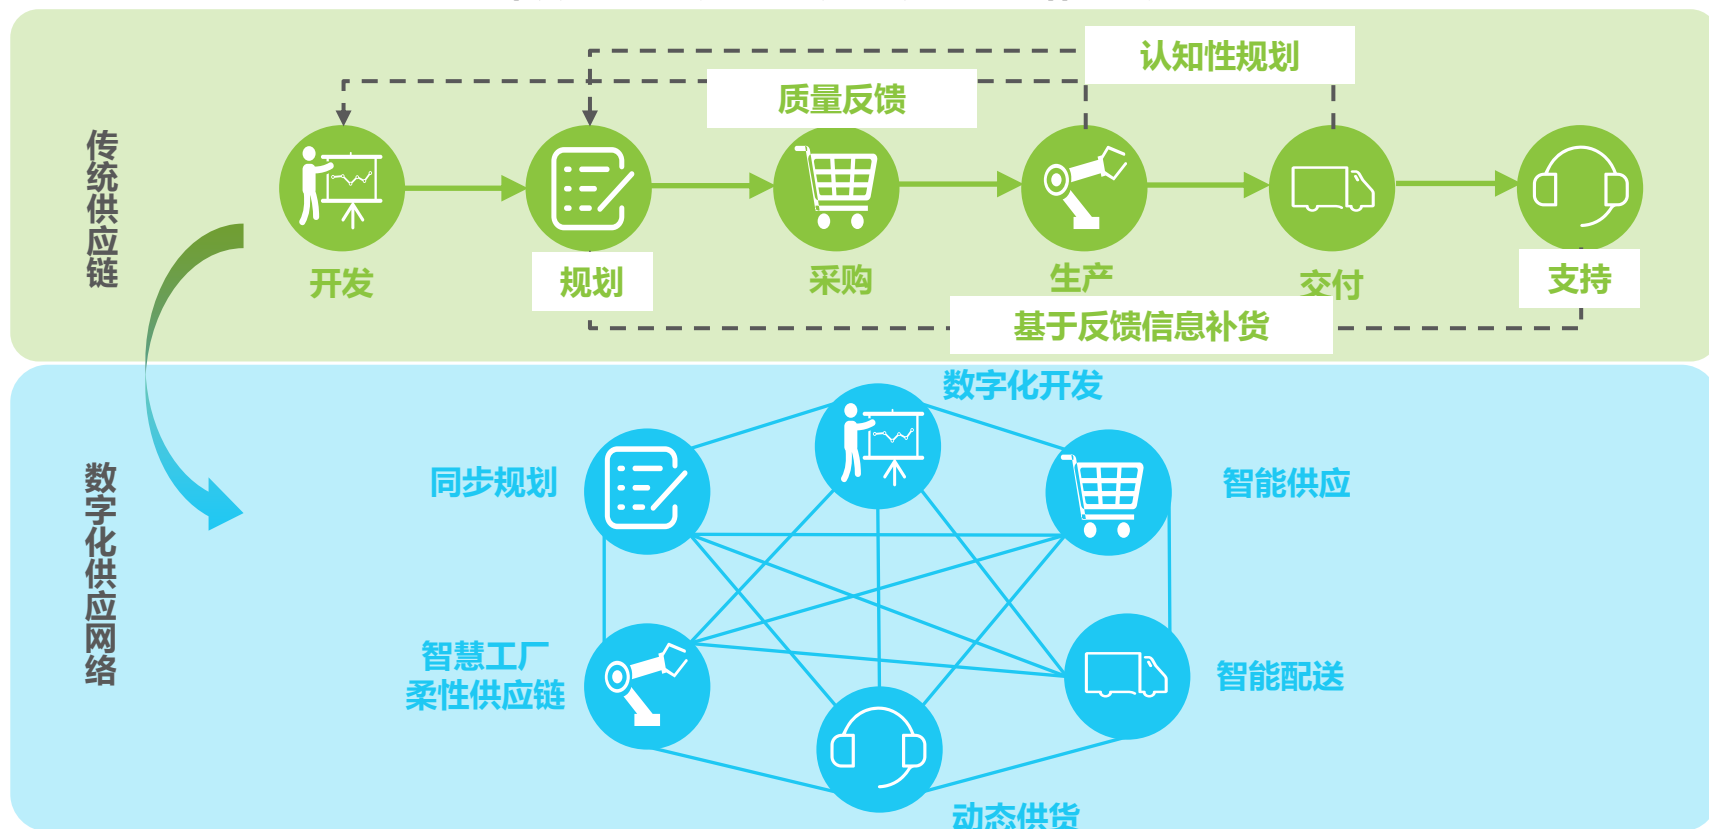 认知性规划
质量反馈
传统供应链
开发
规划
采购
生产
交付
支持
基于反馈信息补货
数字化开发
同步规划
智能供应
数字化供应网络
智慧工厂
柔性供应链
智能配送
动态供货